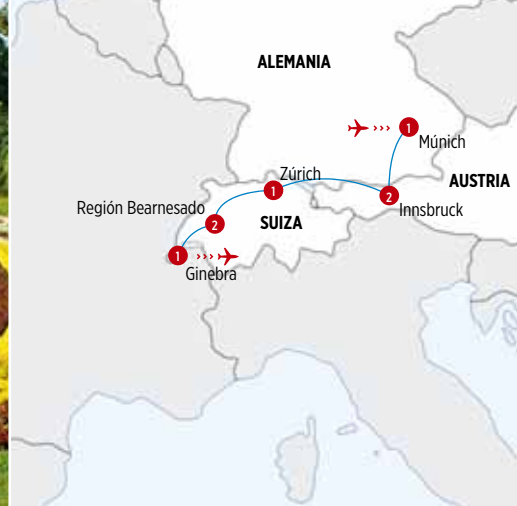 ALEMANIA
1
Múnich
Zúrich
1
AUSTRIA
2
Innsbruck
Región Bearnesado
2
SUIZA
1
Ginebra